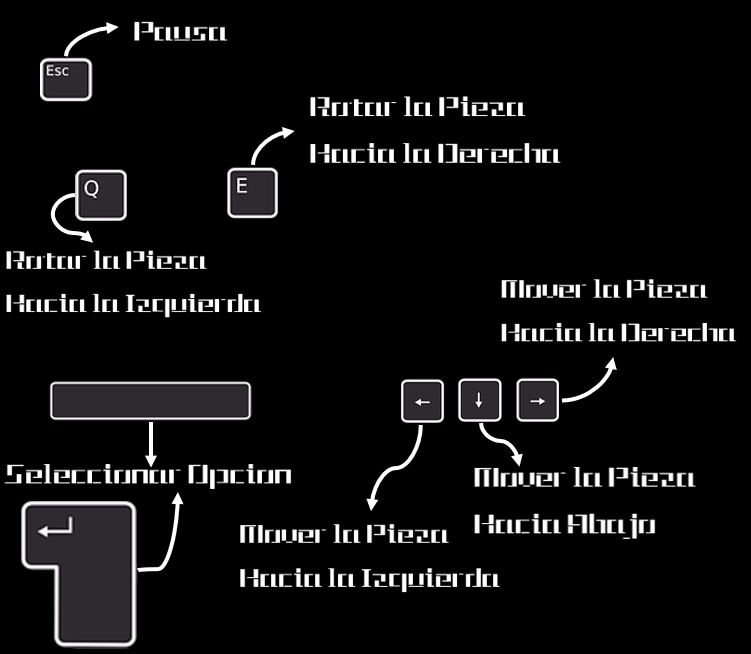 Pausa
Esc
Rotar la Pieza
Hacia la Derecha
Q
E
Rotar la Pieza
Hacia la Izquierda
Mover la Pieza
Hacia la Derecha
←
↓
→
Seleccionar Opcion
Mover la Pieza
Hacia Abajo
Mover la Pieza
Hacia la Izquierda